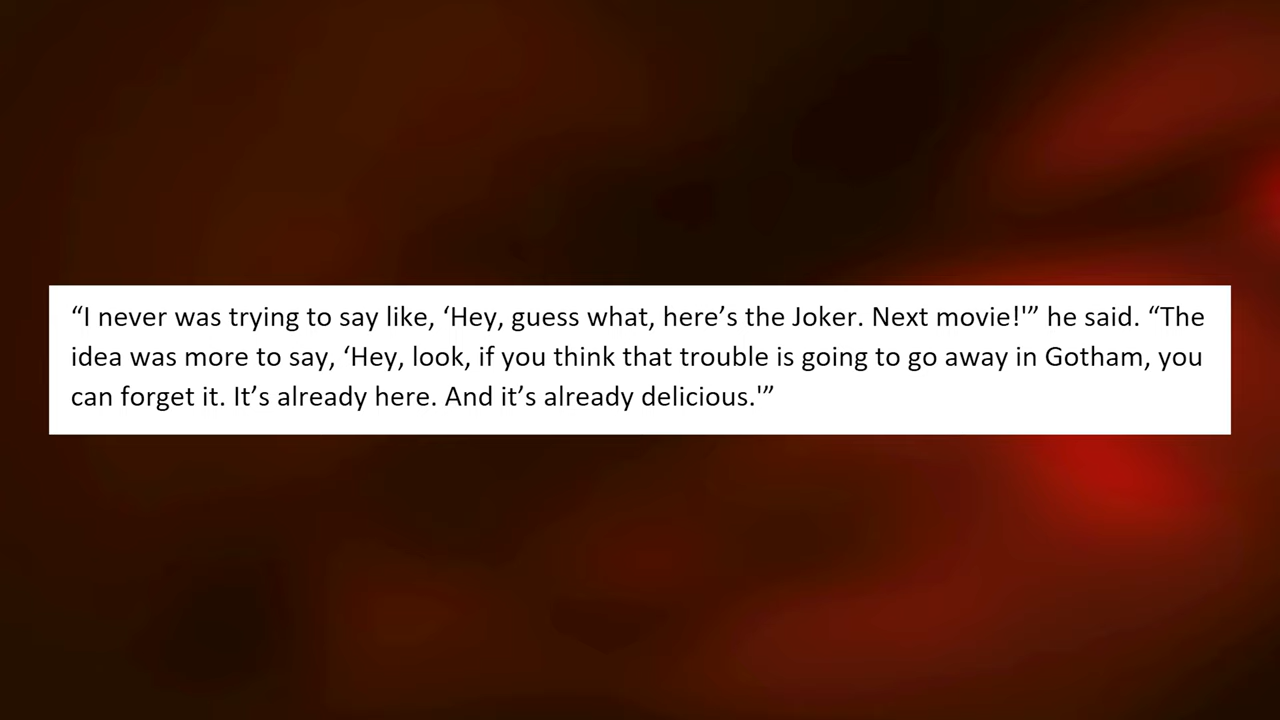 “I never was trying to say like, ‘Hey, guess what, here’s the Joker. Next movie!'” he said. “The
idea was more to say, ‘Hey, look, if you think that trouble is going to go away in Gotham, you
can forget it. It’s already here. And it’s already delicious.'”